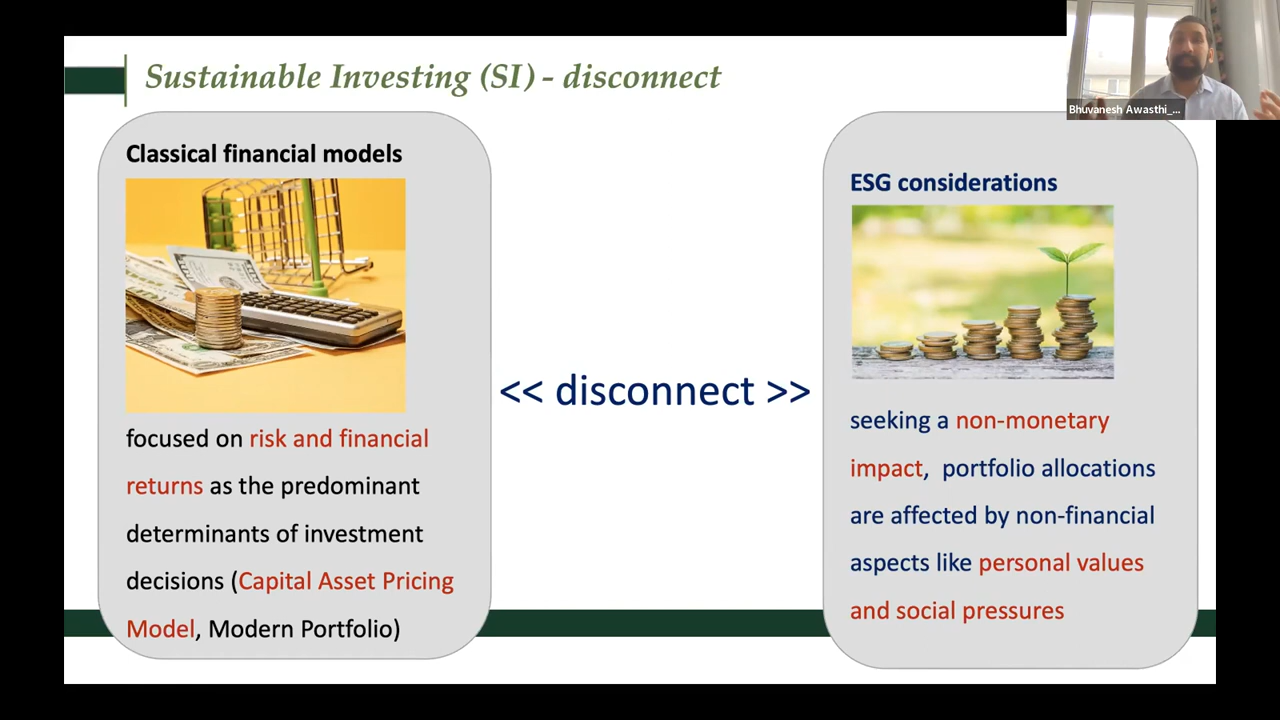 Sustainable Investing (SI) - disconnect
Bhuvanesh Awasthi_...
Classical financial models
focused on risk and financial
returns as the predominant
determinants of investment
decisions (Capital Asset Pricing
Model, Modern Portfolio)
<< disconnect >>
ESG considerations
seeking a non-monetary
impact, portfolio allocations
are affected by non-financial
aspects like personal values
and social pressures